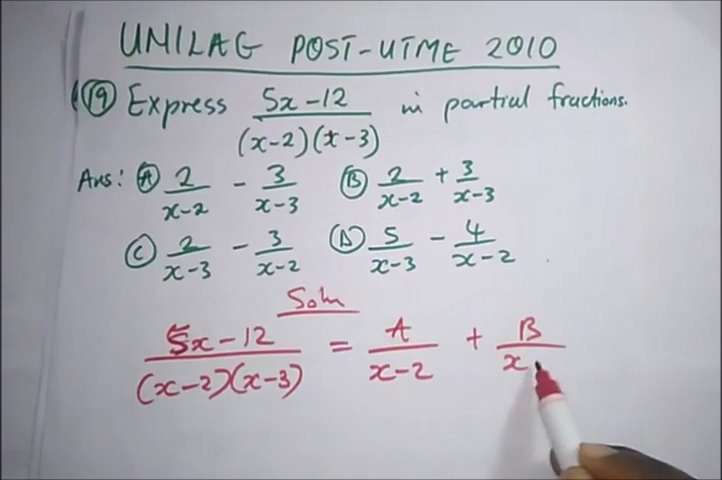 UNILAG POST-UTME 2010
(19) Express (5x-12)/((x-2)(x-3)) in partial fractions.
Ans: (A) 2/(x-2) - 3/(x-3) (B) 2/(x-2) + 3/(x-3)
(C) 2/(x-3) - 3/(x-2) (D) 5/(x-3) - 4/(x-2)
Soln
(5x-12)/((x-2)(x-3)) = A/(x-2) + B/x